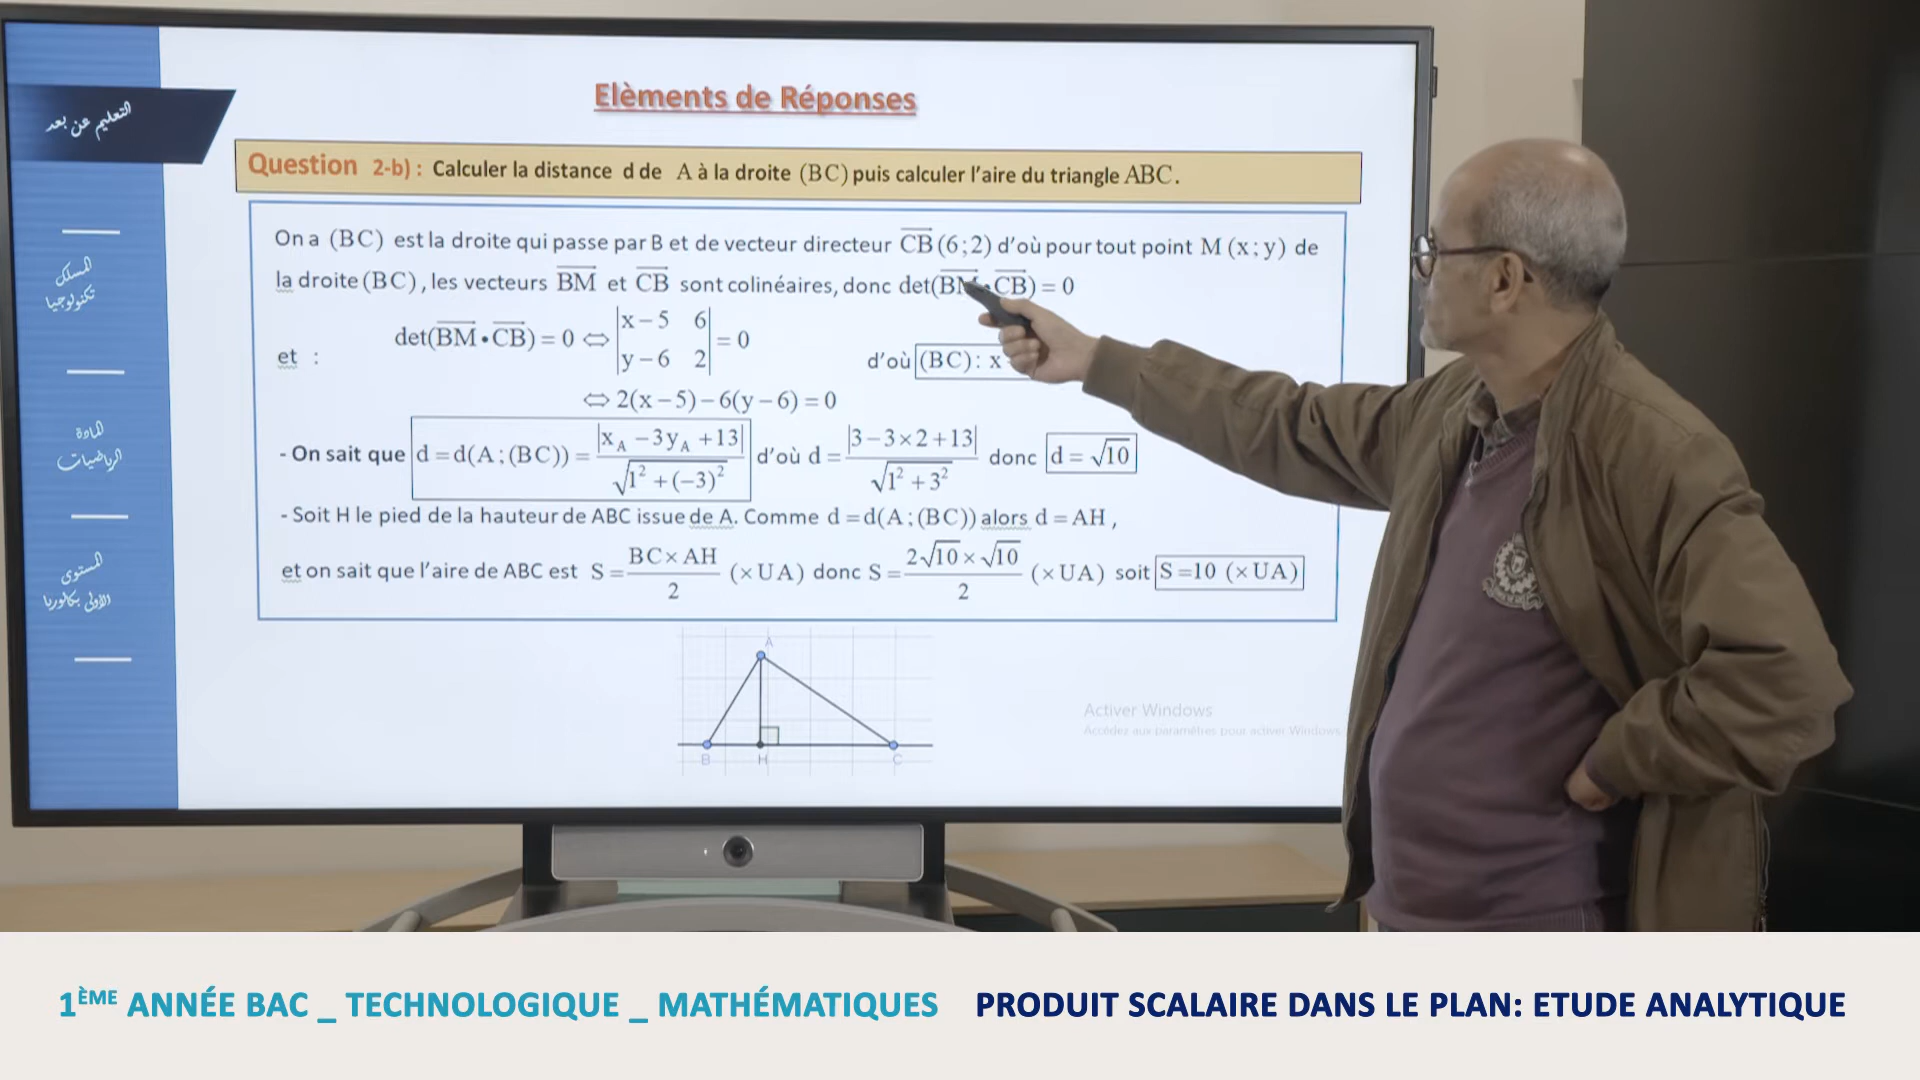 Elèments de Réponses
التعليم عن بعد
Question 2-b) : Calculer la distance d de A à la droite (BC) puis calculer l'aire du triangle ABC.
On a (BC) est la droite qui passe par B et de vecteur directeur CB (6;2) d'où pour tout point M (x;y) de
la droite (BC), les vecteurs BM et CB sont colinéaires, donc det(BM•CB) = 0
et : det(BM•CB) = 0 ⇔ |x−5 6| = 0
|y−6 2|
d'où (BC): x
⇔ 2(x−5)−6(y−6) = 0
- On sait que d = d(A;(BC)) = |x_A −3y_A +13| / √1² +(−3)² d'où d = |3−3×2+13| / √1² +3² donc d = √10
- Soit H le pied de la hauteur de ABC issue de A. Comme d = d(A;(BC)) alors d = AH ,
et on sait que l'aire de ABC est S = BC×AH / 2 (×UA) donc S = 2√10×√10 / 2 (×UA) soit S =10 (×UA)
المسلك
تكنولوجيا
المادة
الرياضيات
المستوى
الأولى بكالوريا
A
B H C
Activer Windows
Accédez aux paramètres pour activer Windows
1ÈME ANNÉE BAC _ TECHNOLOGIQUE _ MATHÉMATIQUES PRODUIT SCALAIRE DANS LE PLAN: ETUDE ANALYTIQUE